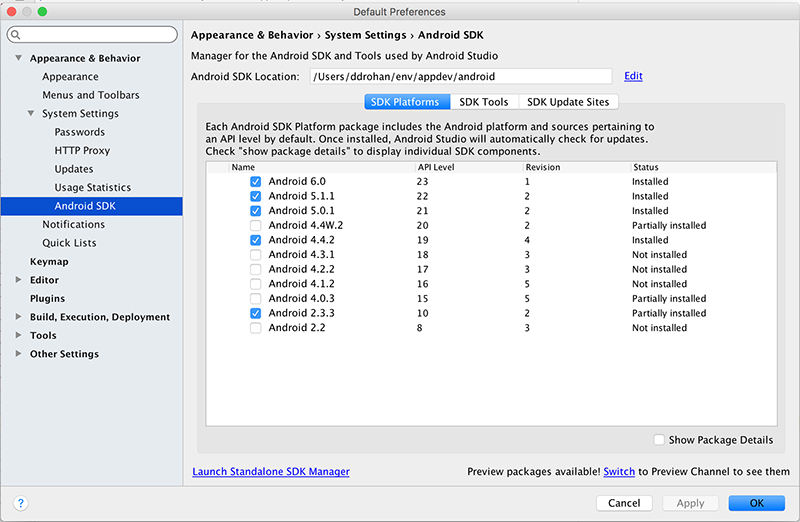 Default Preferences
Appearance & Behavior
Appearance
Menus and Toolbars
System Settings
Passwords
HTTP Proxy
Updates
Usage Statistics
Android SDK
Notifications
Quick Lists
Keymap
Editor
Plugins
Build, Execution, Deployment
Tools
Other Settings
Appearance & Behavior › System Settings › Android SDK
Manager for the Android SDK and Tools used by Android Studio
Android SDK Location: /Users/ddrohan/env/appdev/android Edit
SDK Platforms SDK Tools SDK Update Sites
Each Android SDK Platform package includes the Android platform and sources pertaining to
an API level by default. Once installed, Android Studio will automatically check for updates.
Check "show package details" to display individual SDK components.
Name API Level Revision Status
Android 6.0 23 1 Installed
Android 5.1.1 22 2 Installed
Android 5.0.1 21 2 Installed
Android 4.4W.2 20 2 Partially installed
Android 4.4.2 19 4 Installed
Android 4.3.1 18 3 Not installed
Android 4.2.2 17 3 Not installed
Android 4.1.2 16 5 Not installed
Android 4.0.3 15 5 Partially installed
Android 2.3.3 10 2 Partially installed
Android 2.2 8 3 Not installed
Show Package Details
Launch Standalone SDK Manager
Preview packages available! Switch to Preview Channel to see them
? Cancel Apply OK